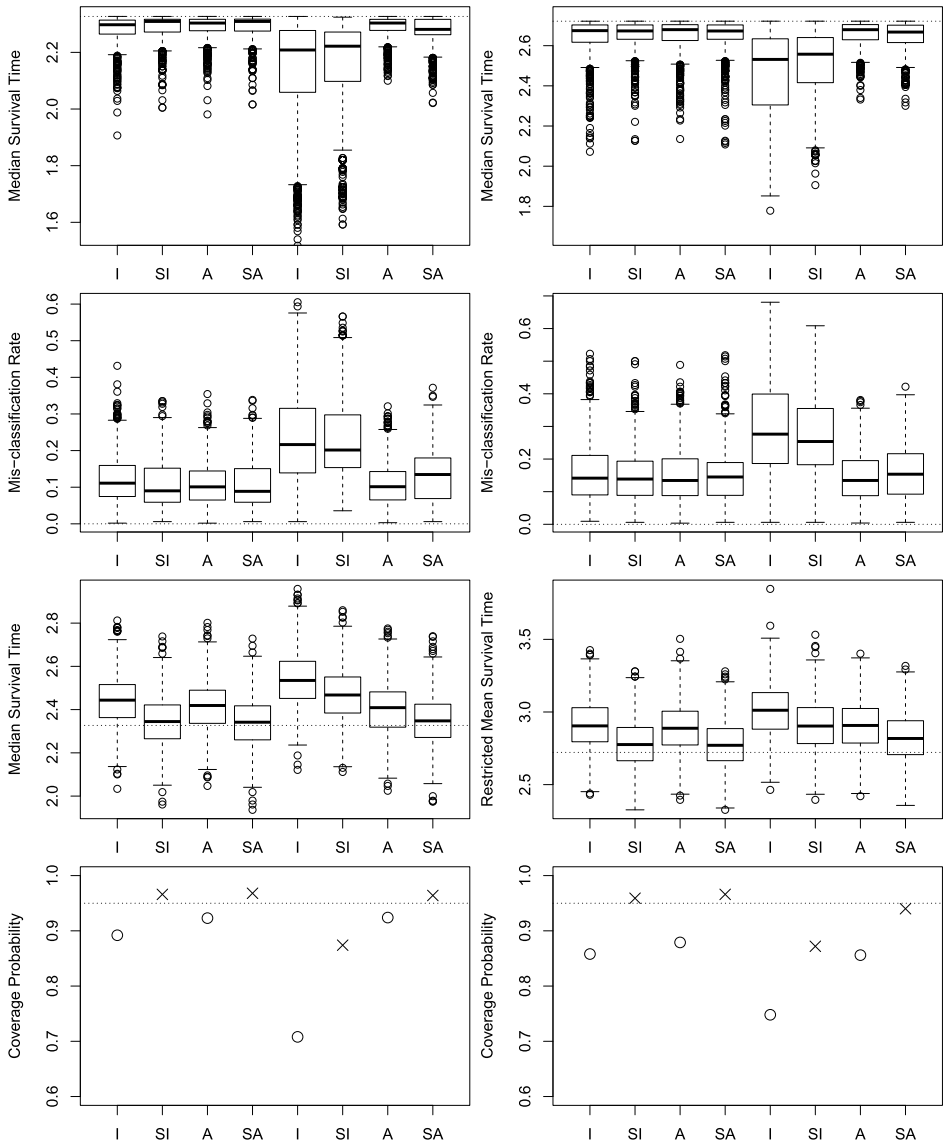 Median Survival Time
2.2
2.0
1.8
1.6
I SI A SA I SI A SA
Median Survival Time
2.6
2.4
2.2
2.0
1.8
I SI A SA I SI A SA
Mis−classification Rate
0.6
0.5
0.4
0.3
0.2
0.1
0.0
I SI A SA I SI A SA
Mis−classification Rate
0.6
0.4
0.2
0.0
I SI A SA I SI A SA
Median Survival Time
2.8
2.6
2.4
2.2
2.0
I SI A SA I SI A SA
Restricted Mean Survival Time
3.5
3.0
2.5
I SI A SA I SI A SA
Coverage Probability
1.0
0.9
0.8
0.7
0.6
I SI A SA I SI A SA
Coverage Probability
1.0
0.9
0.8
0.7
0.6
I SI A SA I SI A SA